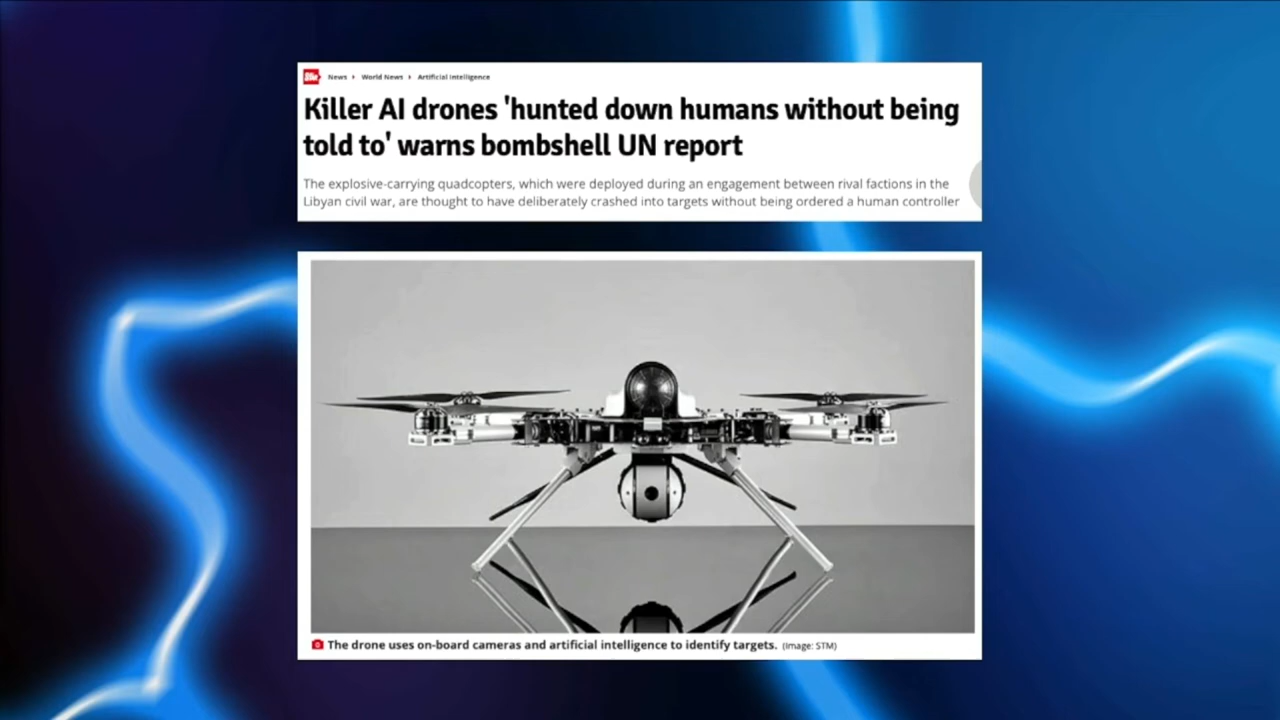 News › World News › Artificial Intelligence
Killer AI drones 'hunted down humans without being
told to' warns bombshell UN report
The explosive-carrying quadcopters, which were deployed during an engagement between rival factions in the
Libyan civil war, are thought to have deliberately crashed into targets without being ordered a human controller
The drone uses on-board cameras and artificial intelligence to identify targets. (Image: STM)